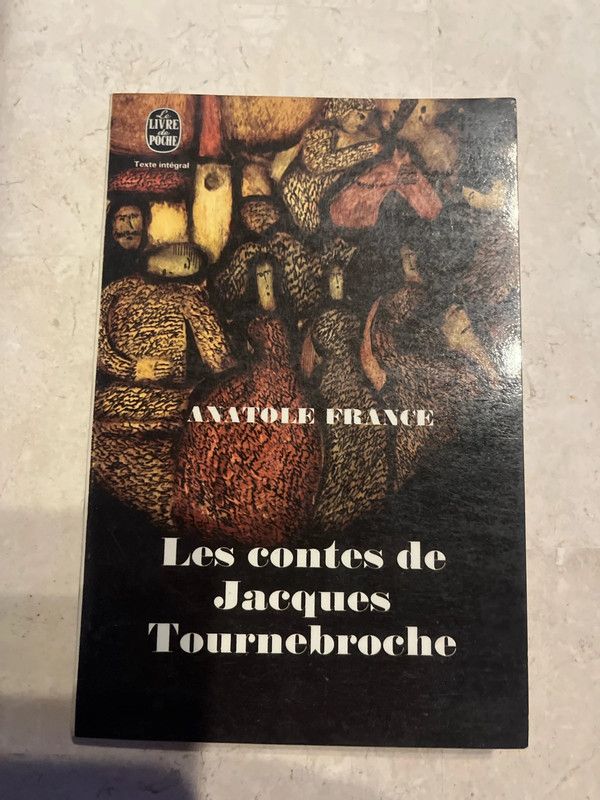 Le
LIVRE
de
POCHE
Texte intégral
ANATOLE FRANCE
Les contes de
Jacques
Tournebroche